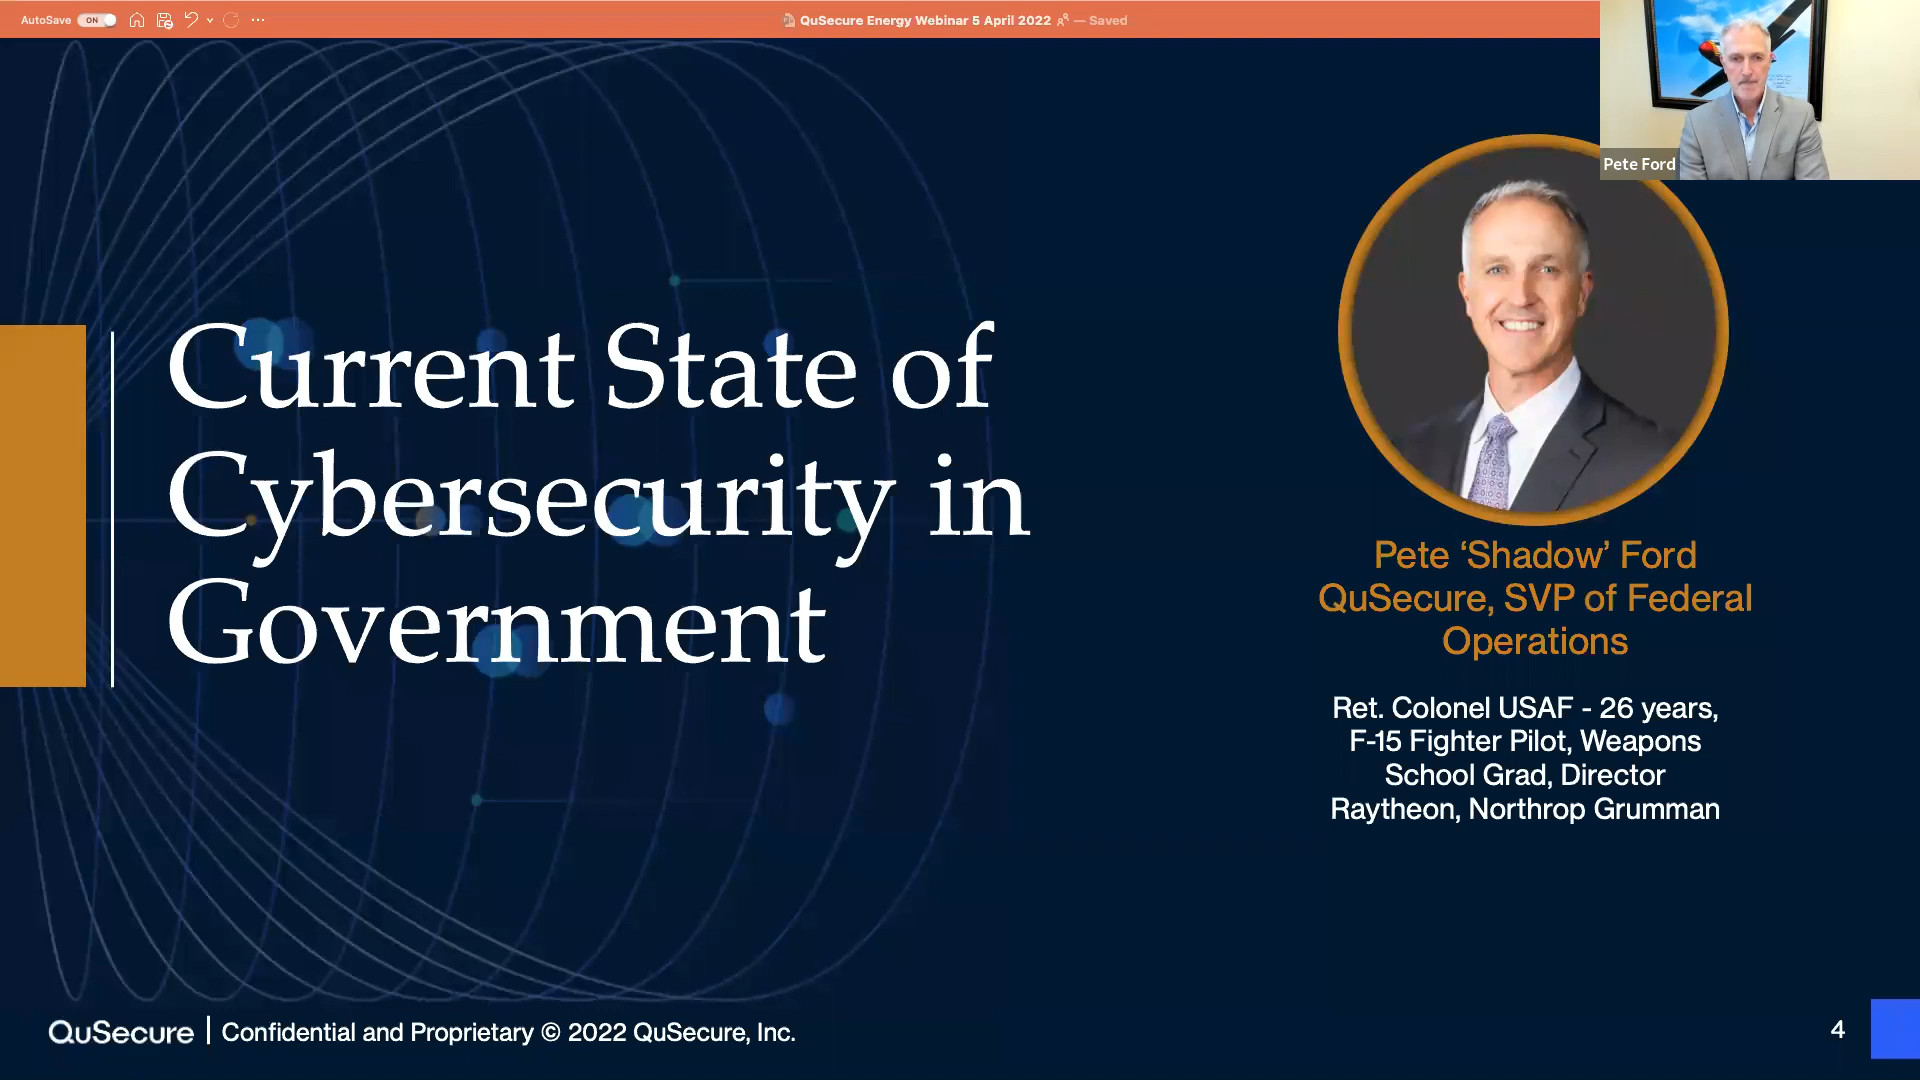 AutoSave ON
QuSecure Energy Webinar 5 April 2022 — Saved
Pete Ford
Current State of
Cybersecurity in
Government
Pete ‘Shadow’ Ford
QuSecure, SVP of Federal
Operations
Ret. Colonel USAF - 26 years,
F-15 Fighter Pilot, Weapons
School Grad, Director
Raytheon, Northrop Grumman
QuSecure | Confidential and Proprietary © 2022 QuSecure, Inc.
4